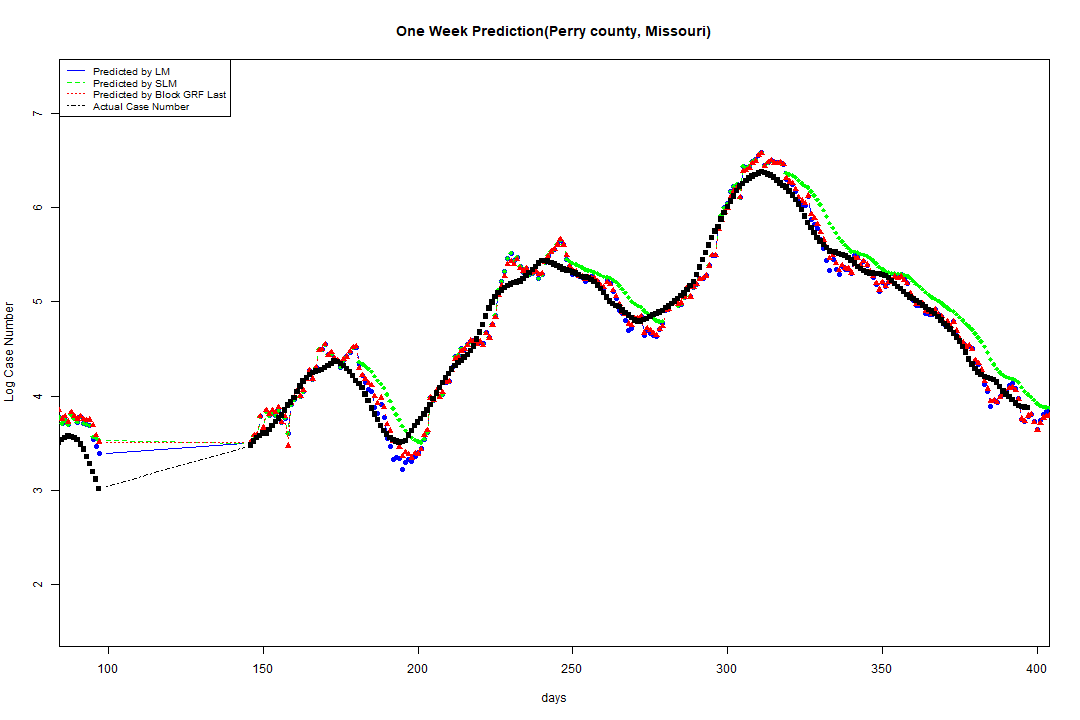 One Week Prediction(Perry county, Missouri)
Predicted by LM
Predicted by SLM
Predicted by Block GRF Last
Actual Case Number
7
6
5
4
3
2
Log Case Number
100 150 200 250 300 350 400
days